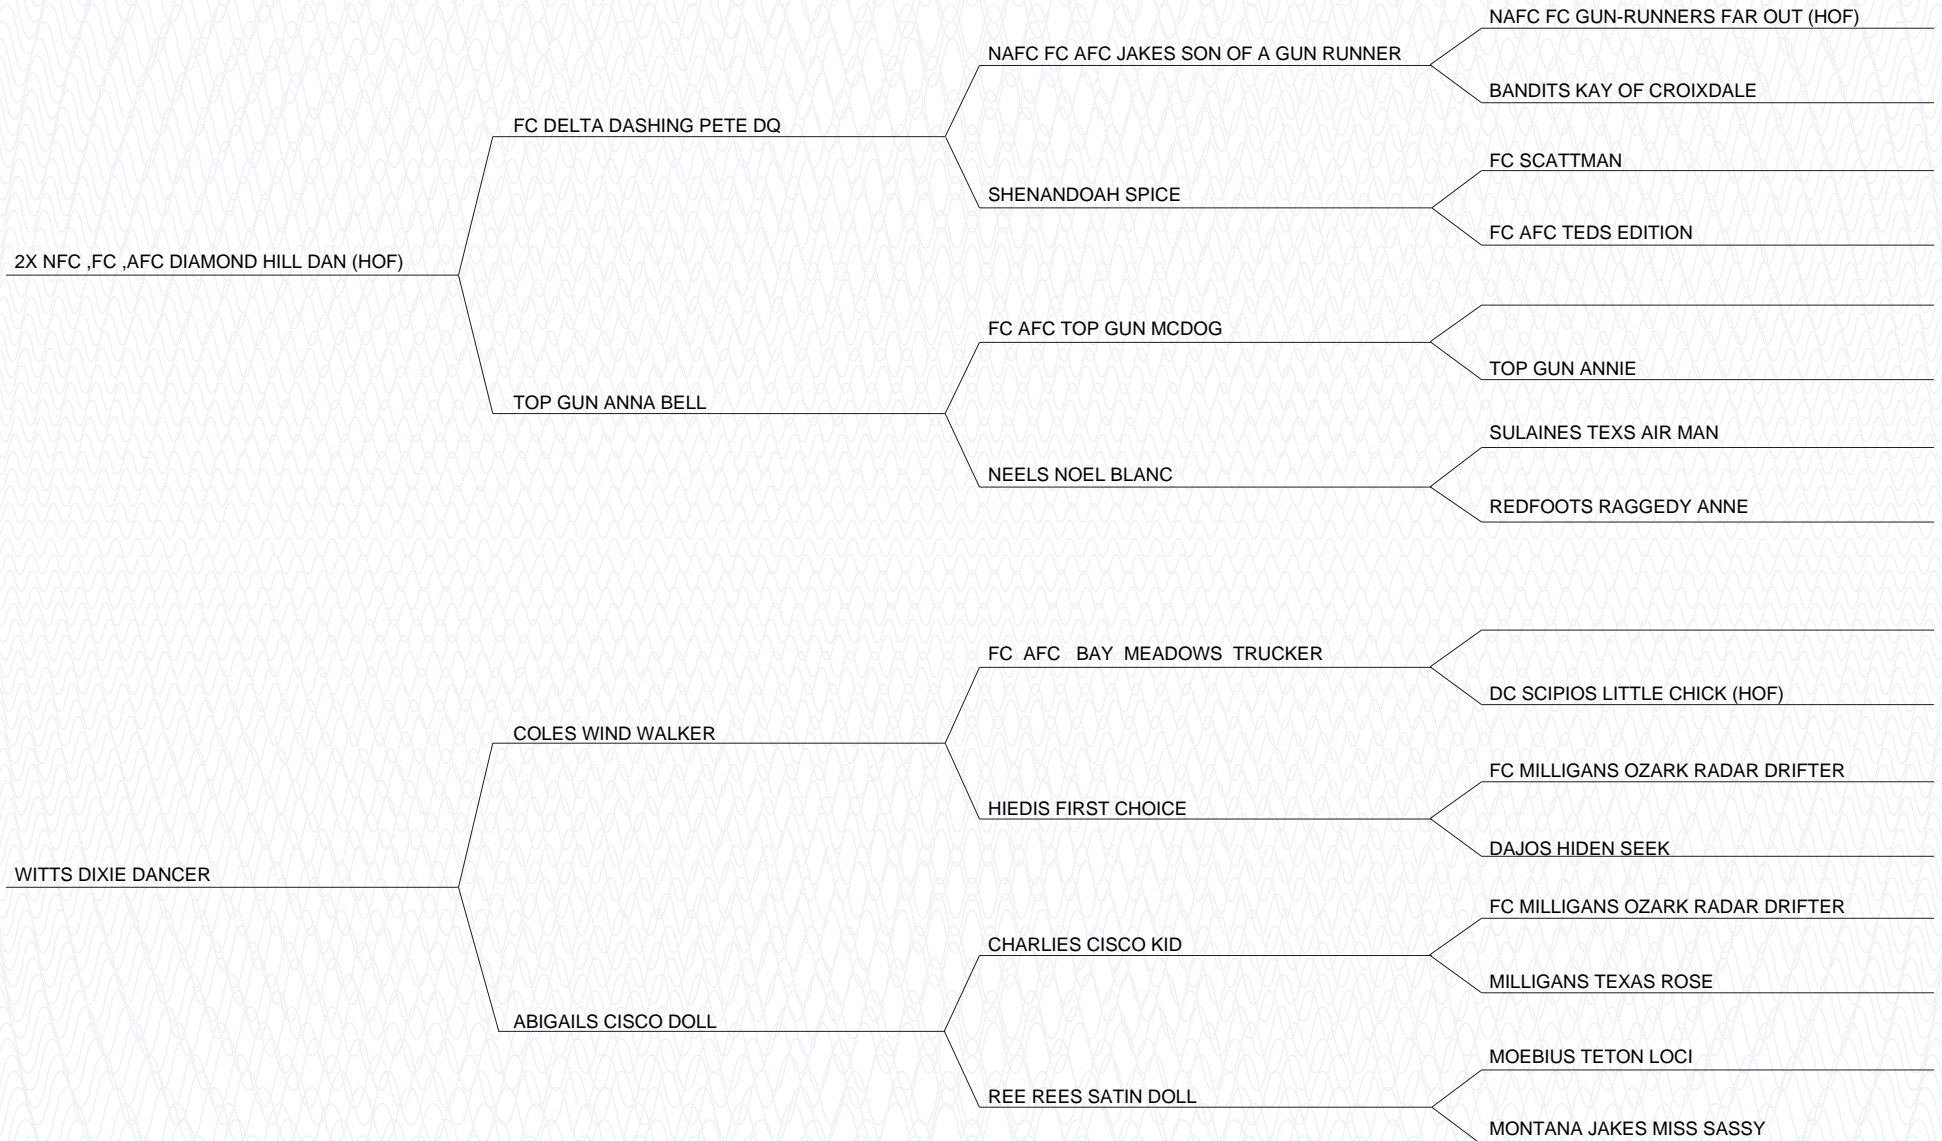 NAFC FC GUN-RUNNERS FAR OUT (HOF)
NAFC FC AFC JAKES SON OF A GUN RUNNER
BANDITS KAY OF CROIXDALE
FC DELTA DASHING PETE DQ
FC SCATTMAN
SHENANDOAH SPICE
FC AFC TEDS EDITION
2X NFC ,FC ,AFC DIAMOND HILL DAN (HOF)
FC AFC TOP GUN MCDOG
TOP GUN ANNIE
TOP GUN ANNA BELL
SULAINES TEXS AIR MAN
NEELS NOEL BLANC
REDFOOTS RAGGEDY ANNE
FC AFC BAY MEADOWS TRUCKER
DC SCIPIOS LITTLE CHICK (HOF)
COLES WIND WALKER
FC MILLIGANS OZARK RADAR DRIFTER
HIEDIS FIRST CHOICE
DAJOS HIDEN SEEK
WITTS DIXIE DANCER
FC MILLIGANS OZARK RADAR DRIFTER
CHARLIES CISCO KID
MILLIGANS TEXAS ROSE
ABIGAILS CISCO DOLL
MOEBIUS TETON LOCI
REE REES SATIN DOLL
MONTANA JAKES MISS SASSY